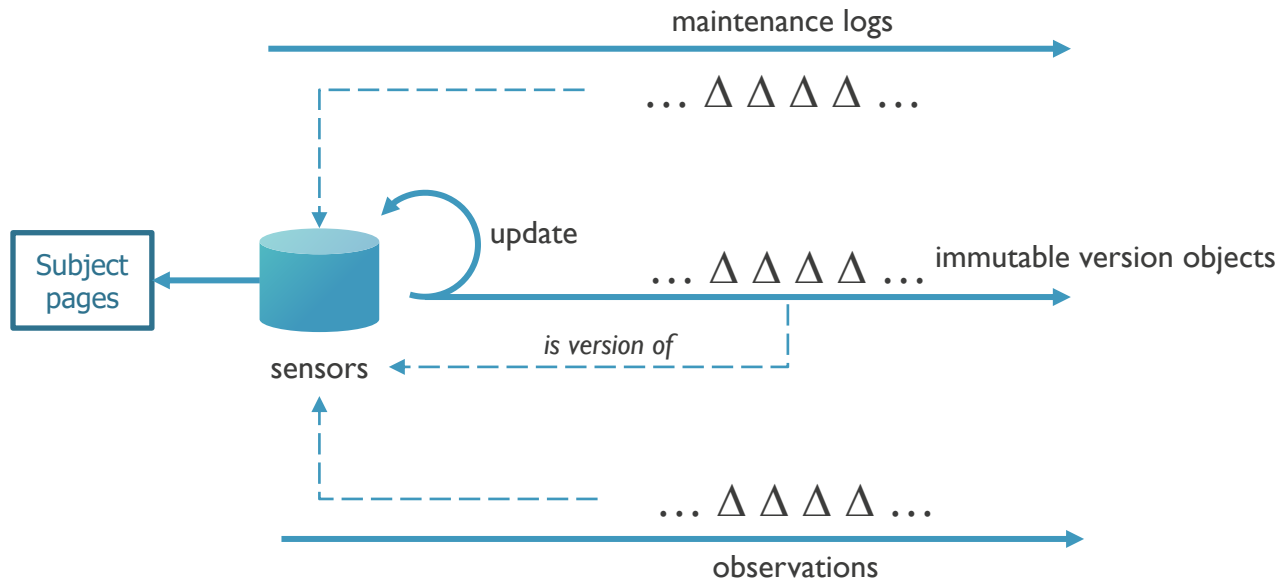 maintenance logs
… Δ Δ Δ Δ …
update
… Δ Δ Δ Δ …
immutable version objects
Subject
pages
is version of
sensors
… Δ Δ Δ Δ …
observations